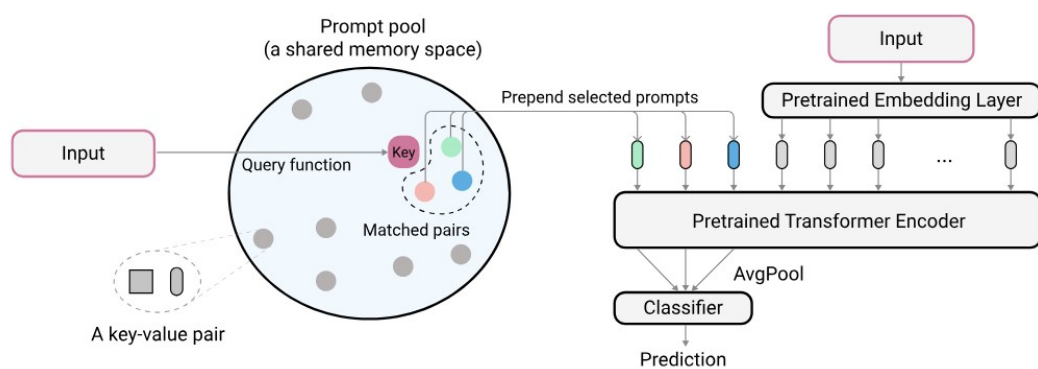 Prompt pool
(a shared memory space)
Input
Prepend selected prompts
Pretrained Embedding Layer
Input
Key
Query function
...
Matched pairs
Pretrained Transformer Encoder
AvgPool
Classifier
A key-value pair
Prediction